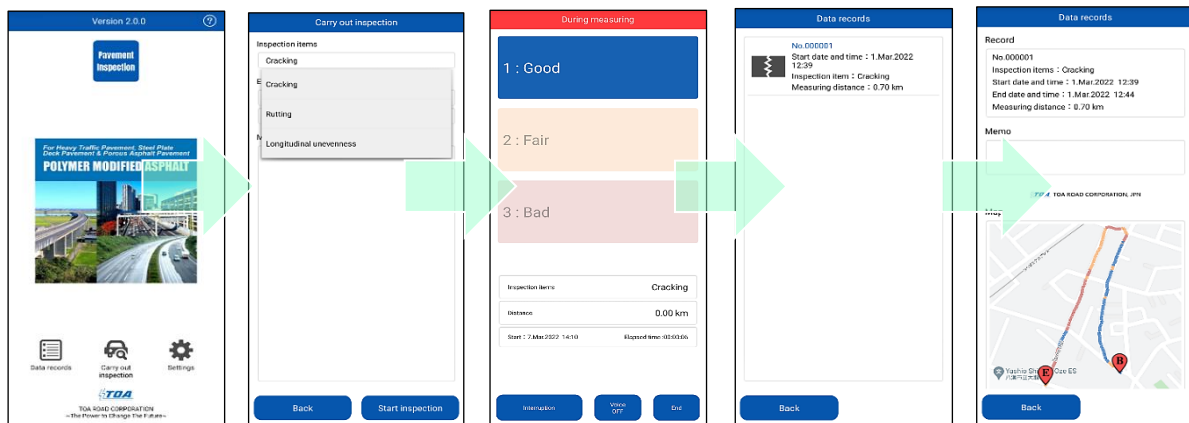 Version 2.0.0
?
Pavement
Inspection
For Heavy Traffic Pavement, Steel Plate
Deck Pavement & Porous Asphalt Pavement
POLYMER MODIFIED ASPHALT
Data records
Carry out
inspection
Settings
TOA
TOA ROAD CORPORATION
~The Power to Change The Future~
Carry out inspection
Inspection items
Cracking
E
Cracking
Rutting
M
Longitudinal unevenness
Back
Start inspection
During measuring
1 : Good
2 : Fair
3 : Bad
Inspection items
Cracking
Distance
0.00 km
Start : 7.Mar.2022 14:10
Elapsed time :00:00:06
Interruption
Voice
OFF
End
Data records
No.000001
Start date and time : 1.Mar.2022
12:39
Inspection item : Cracking
Measuring distance : 0.70 km
Back
Data records
Record
No.000001
Inspection items : Cracking
Start date and time : 1.Mar.2022 12:39
End date and time : 1.Mar.2022 12:44
Measuring distance : 0.70 km
Memo
TOA TOA ROAD CORPORATION, JPN
Map
Yashio Sh Oze ES
E
B
Back